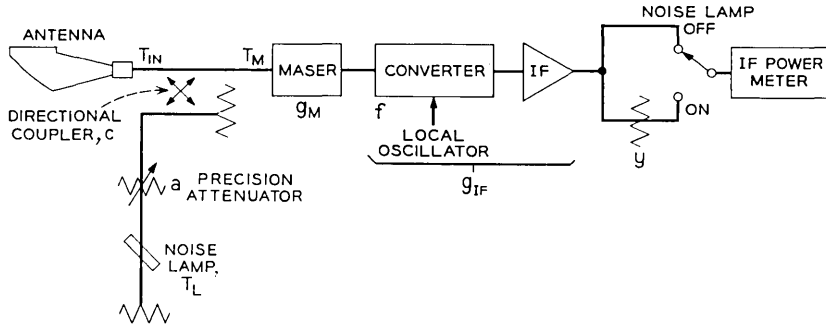 ANTENNA
T_IN
T_M
MASER
g_M
CONVERTER
f
IF
LOCAL
OSCILLATOR
g_IF
NOISE LAMP
OFF
ON
y
IF POWER
METER
DIRECTIONAL
COUPLER, C
a
PRECISION
ATTENUATOR
NOISE
LAMP,
T_L